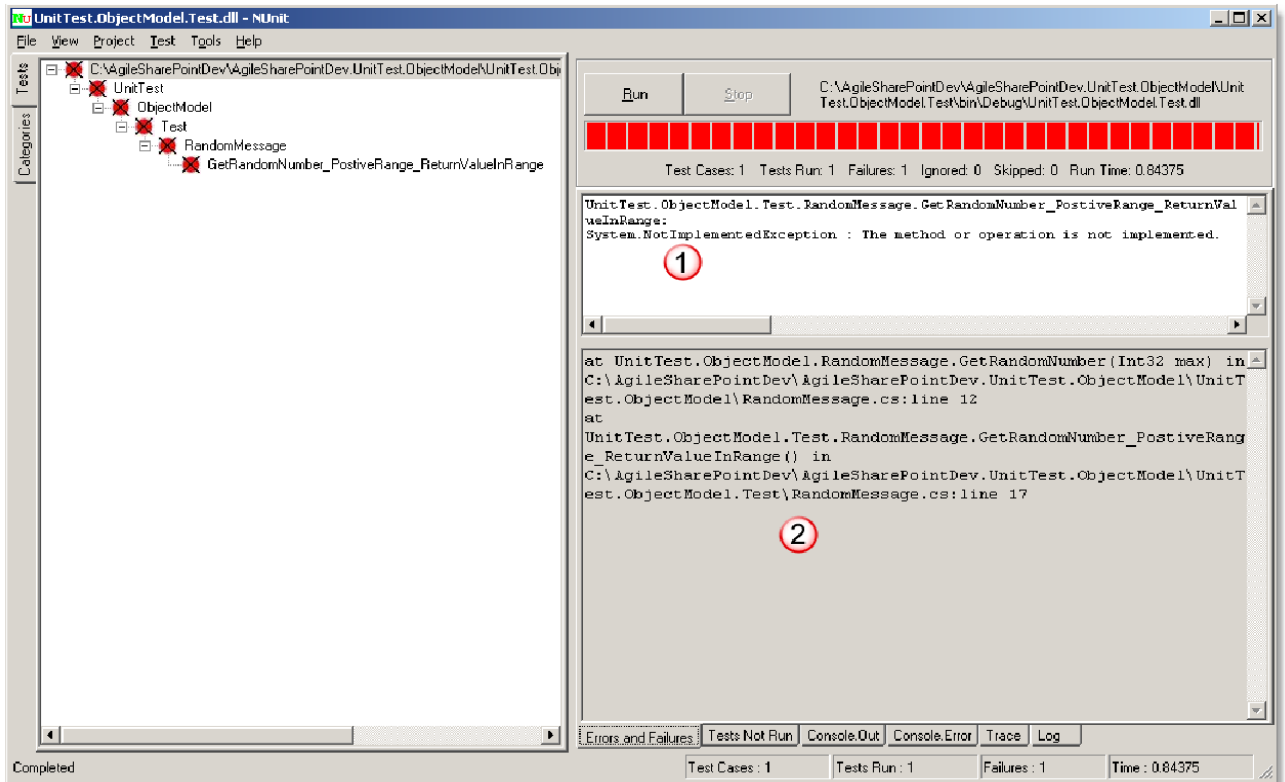 UnitTest.ObjectModel.Test.dll - NUnit
File View Project Test Tools Help
Tests
Categories
C:\AgileSharePointDev\AgileSharePointDev.UnitTest.ObjectModel\UnitTest.Obj
UnitTest
ObjectModel
Test
RandomMessage
GetRandomNumber_PostiveRange_ReturnValueInRange
Run
Stop
C:\AgileSharePointDev\AgileSharePointDev.UnitTest.ObjectModel\Unit
Test.ObjectModel.Test\bin\Debug\UnitTest.ObjectModel.Test.dll
Test Cases: 1 Tests Run: 1 Failures: 1 Ignored: 0 Skipped: 0 Run Time: 0.84375
UnitTest.ObjectModel.Test.RandomMessage.GetRandomNumber_PostiveRange_ReturnVal
ueInRange:
System.NotImplementedException : The method or operation is not implemented.
1
at UnitTest.ObjectModel.RandomMessage.GetRandomNumber(Int32 max) in
C:\AgileSharePointDev\AgileSharePointDev.UnitTest.ObjectModel\UnitT
est.ObjectModel\RandomMessage.cs:line 12
at
UnitTest.ObjectModel.Test.RandomMessage.GetRandomNumber_PostiveRang
e_ReturnValueInRange() in
C:\AgileSharePointDev\AgileSharePointDev.UnitTest.ObjectModel\UnitT
est.ObjectModel.Test\RandomMessage.cs:line 17
2
Errors and Failures Tests Not Run Console.Out Console.Error Trace Log
Completed Test Cases : 1 Tests Run : 1 Failures : 1 Time : 0.84375